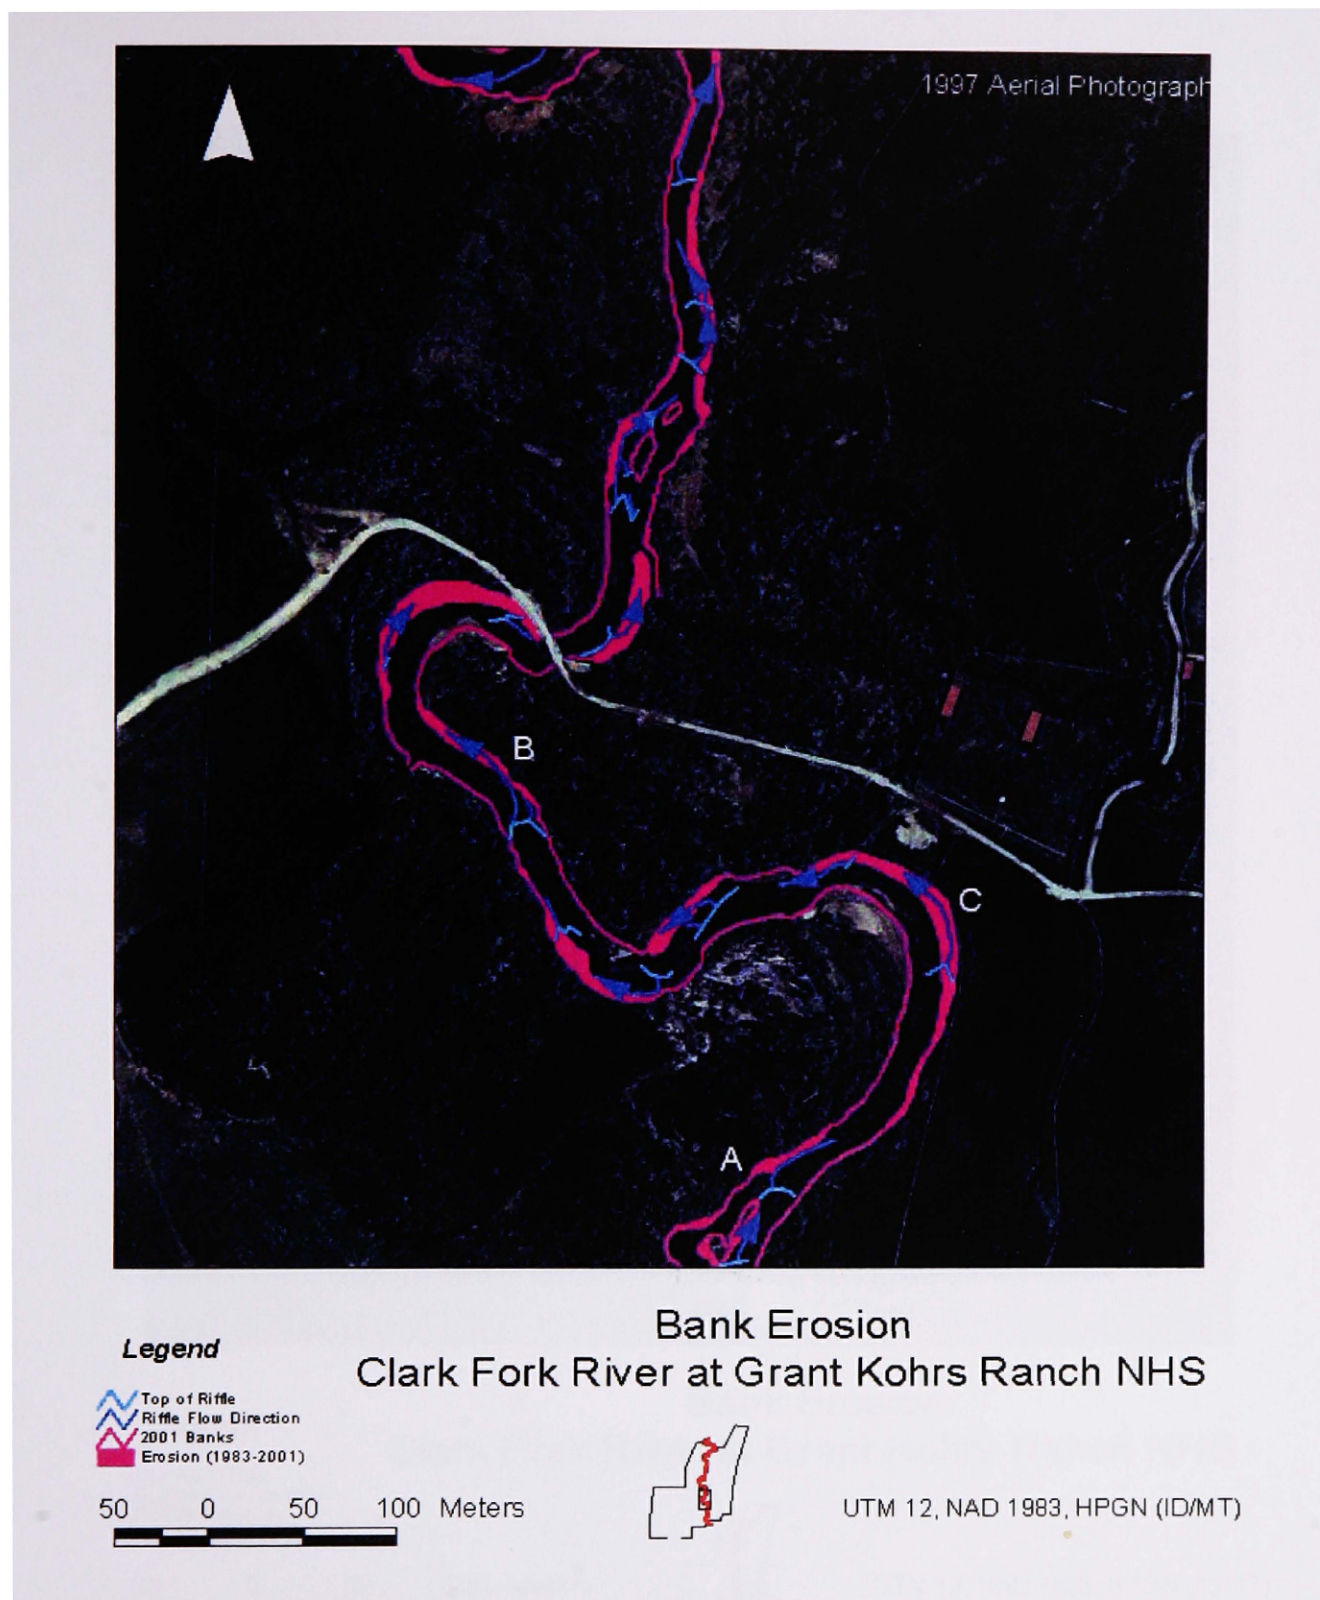 1997 Aerial Photograph
B
C
A
Bank Erosion
Clark Fork River at Grant Kohrs Ranch NHS
Legend
Top of Riffle
Riffle Flow Direction
2001 Banks
Erosion (1983-2001)
50 0 50 100 Meters
UTM 12, NAD 1983, HPGN (ID/MT)